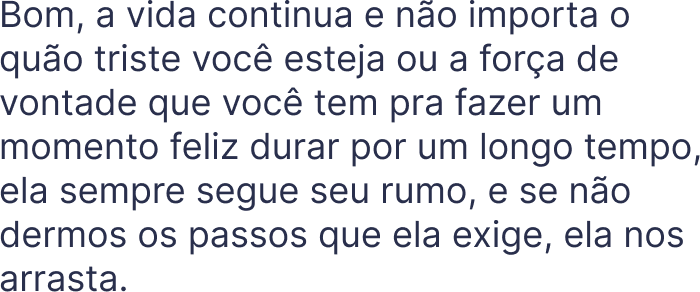 Bom, a vida continua e não importa o
quão triste você esteja ou a força de
vontade que você tem pra fazer um
momento feliz durar por um longo tempo,
ela sempre segue seu rumo, e se não
dermos os passos que ela exige, ela nos
arrasta.